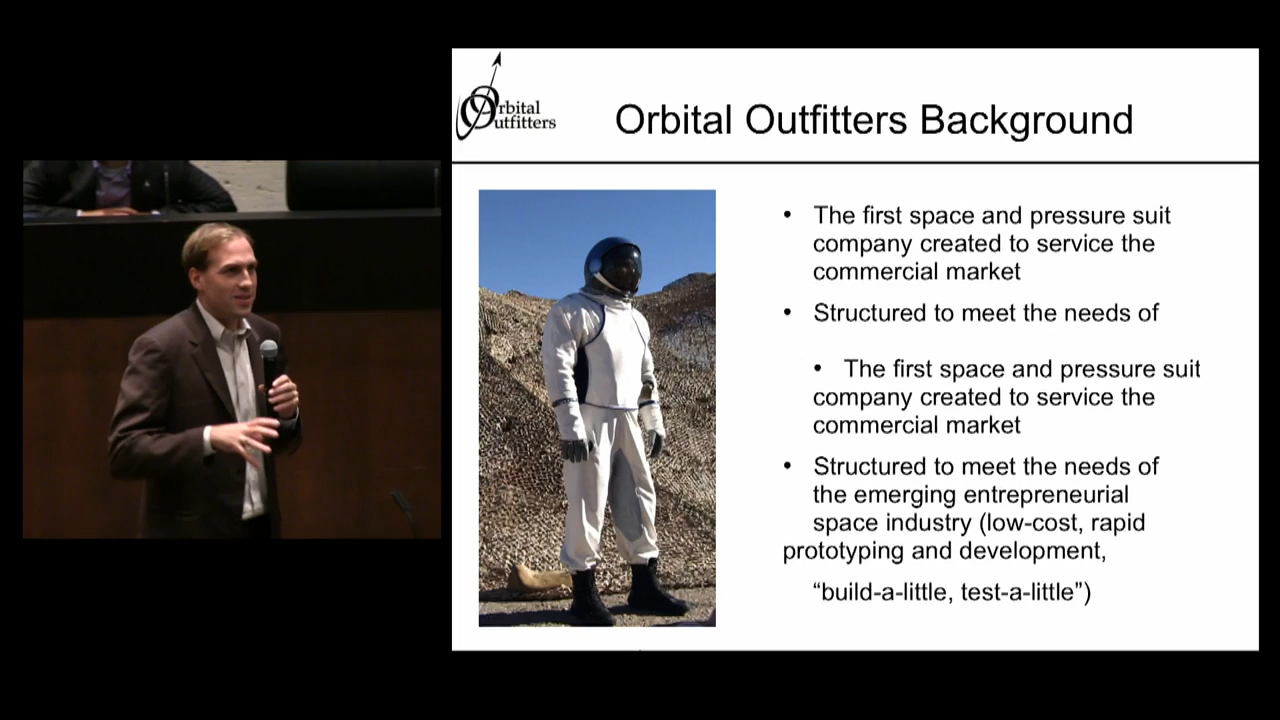 Orbital
Outfitters
Orbital Outfitters Background
• The first space and pressure suit
company created to service the
commercial market
• Structured to meet the needs of
• The first space and pressure suit
company created to service the
commercial market
• Structured to meet the needs of
the emerging entrepreneurial
space industry (low-cost, rapid
prototyping and development,
“build-a-little, test-a-little”)